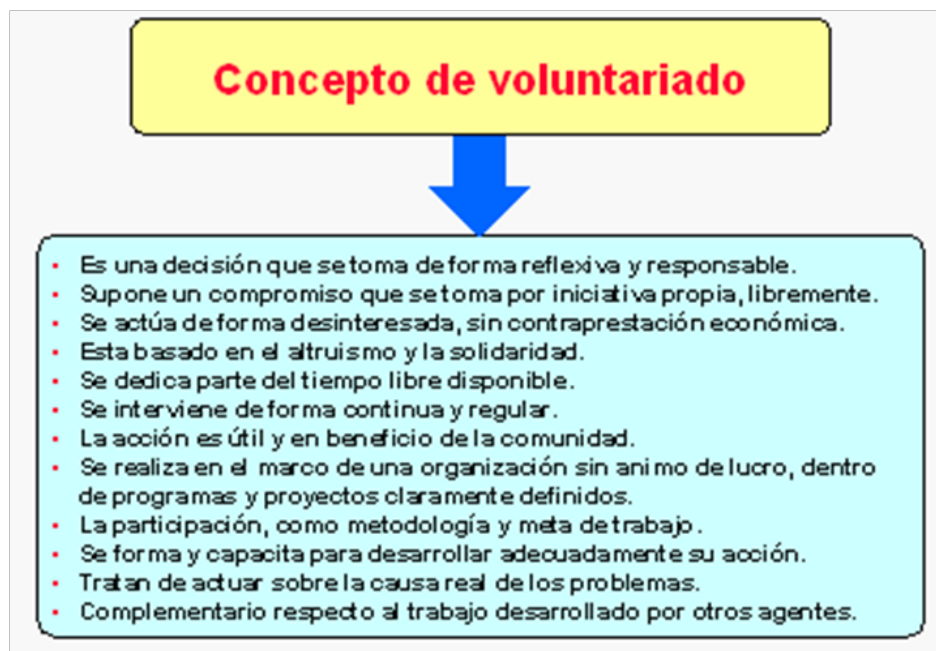 Concepto de voluntariado
• Es una decisión que se toma de forma reflexiva y responsable.
• Supone un compromiso que se toma por iniciativa propia, libremente.
• Se actúa de forma desinteresada, sin contraprestación económica.
• Esta basado en el altruismo y la solidaridad.
• Se dedica parte del tiempo libre disponible.
• Se interviene de forma continua y regular.
• La acción es útil y en beneficio de la comunidad.
• Se realiza en el marco de una organización sin animo de lucro, dentro
de programas y proyectos claramente definidos.
• La participación, como metodología y meta de trabajo.
• Se forma y capacita para desarrollar adecuadamente su acción.
• Tratan de actuar sobre la causa real de los problemas.
• Complementario respecto al trabajo desarrollado por otros agentes.